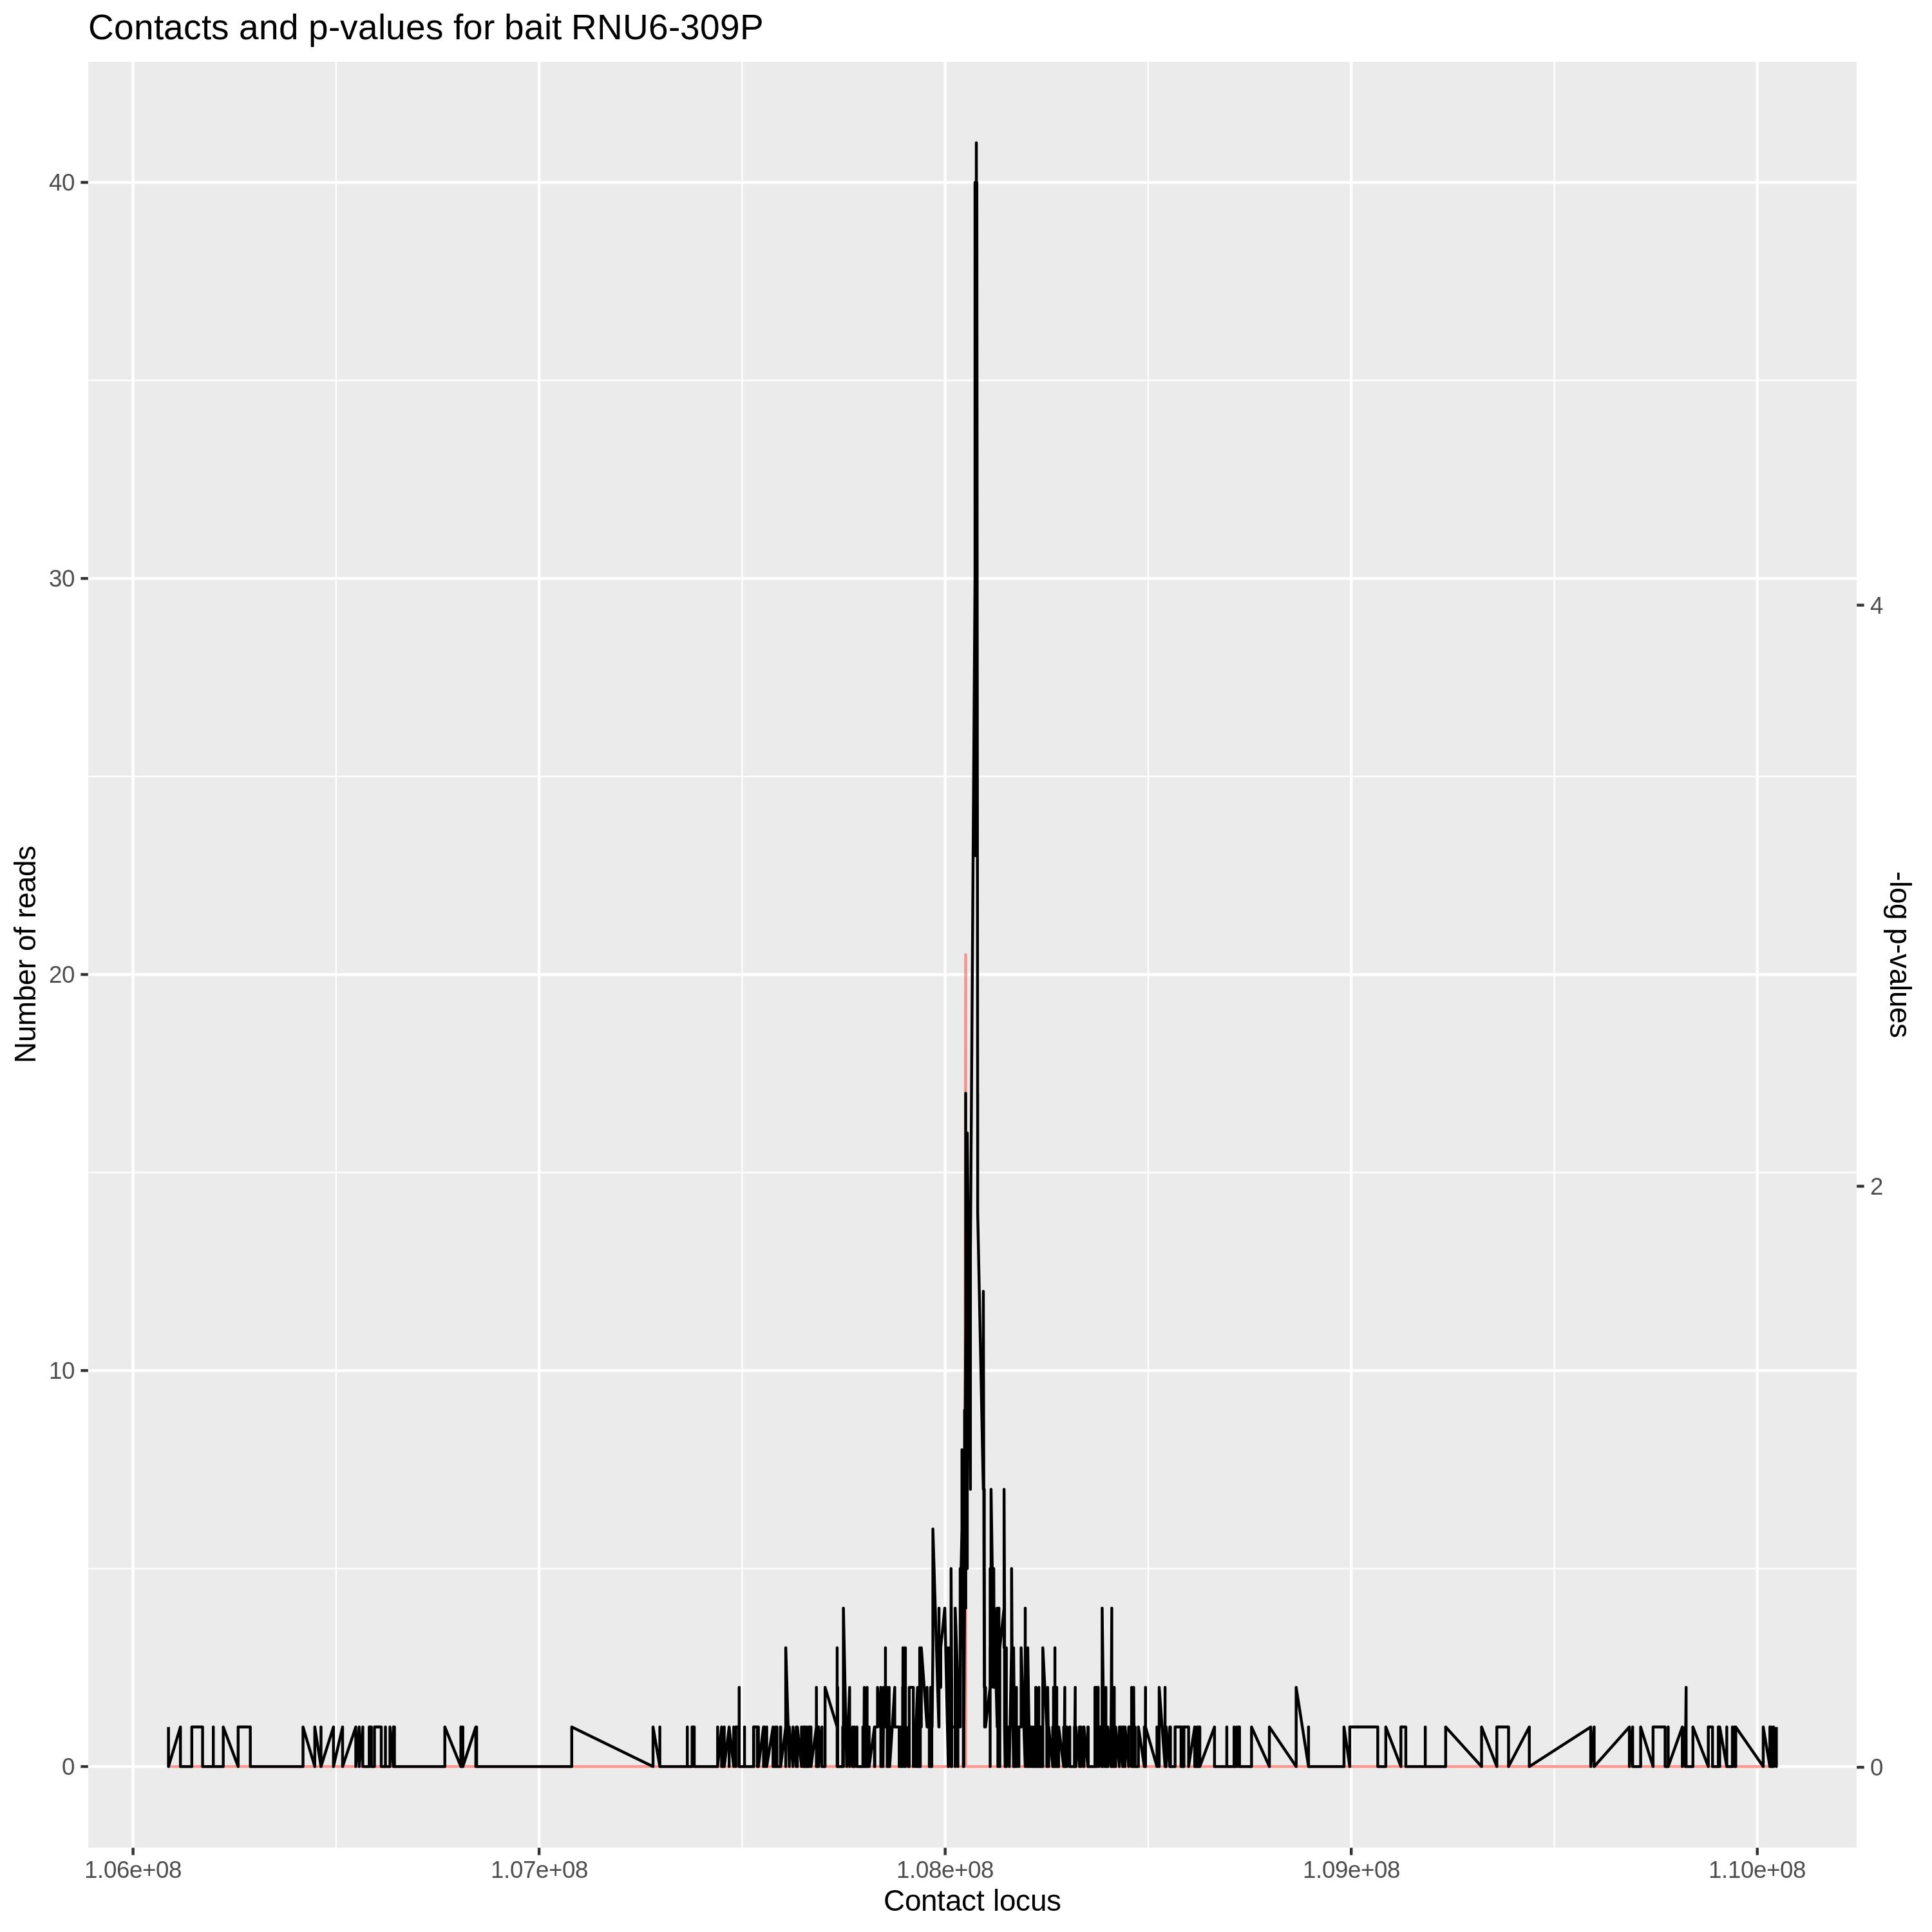 Contacts and p-values for bait RNU6-309P
40
30
20
10
0
Number of reads
4
2
0
-log p-values
1.06e+08
1.07e+08
1.08e+08
1.09e+08
1.10e+08
Contact locus